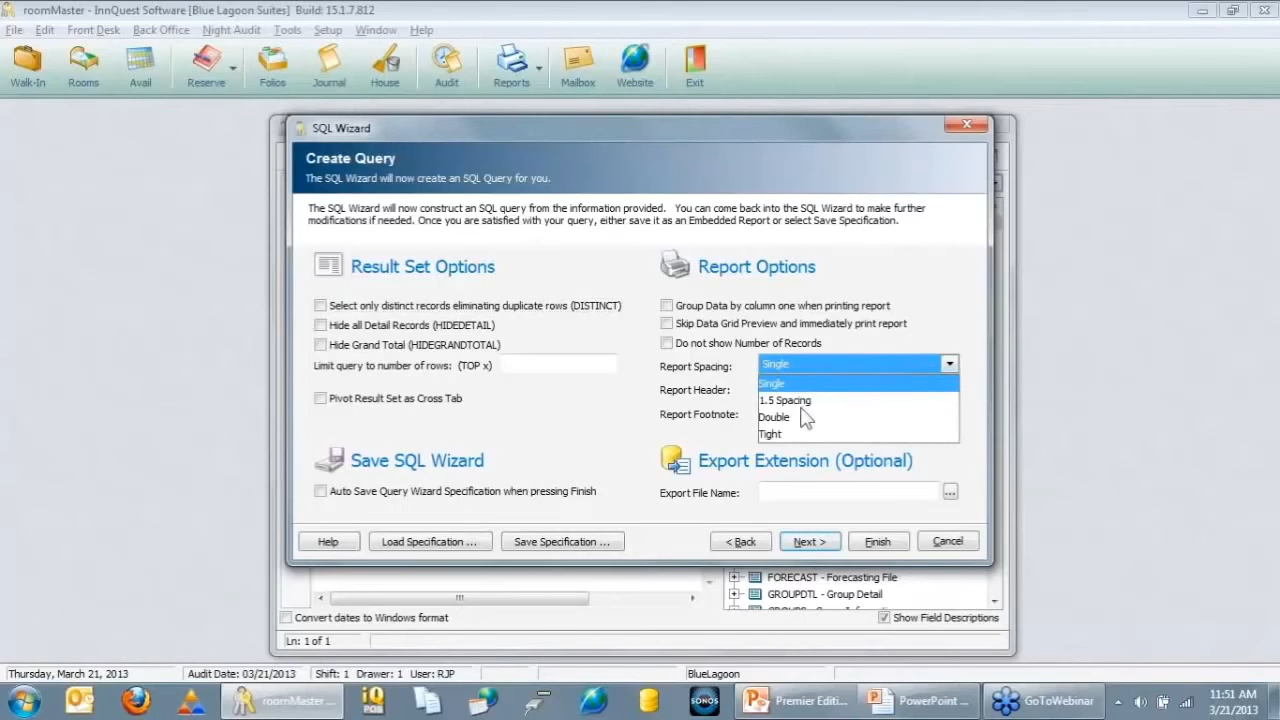 roomMaster - InnQuest Software [Blue Lagoon Suites] Build: 15.1.7.812
File Edit Front Desk Back Office Night Audit Tools Setup Window Help
Walk-In Rooms Avail Reserve Folios Journal House Audit Reports Mailbox Website Exit
SQL Wizard
Create Query
The SQL Wizard will now create an SQL Query for you.
The SQL Wizard will now construct an SQL query from the information provided. You can come back into the SQL Wizard to make further
modifications if needed. Once you are satisfied with your query, either save it as an Embedded Report or select Save Specification.
Result Set Options
Select only distinct records eliminating duplicate rows (DISTINCT)
Hide all Detail Records (HIDEDETAIL)
Hide Grand Total (HIDEGRANDTOTAL)
Limit query to number of rows: (TOP x)
Pivot Result Set as Cross Tab
Report Options
Group Data by column one when printing report
Skip Data Grid Preview and immediately print report
Do not show Number of Records
Report Spacing: Single
Single
1.5 Spacing
Double
Tight
Report Header:
Report Footnote:
Save SQL Wizard
Auto Save Query Wizard Specification when pressing Finish
Export Extension (Optional)
Export File Name: ...
Help Load Specification ... Save Specification ... < Back Next > Finish Cancel
FORECAST - Forecasting File
GROUPDTL - Group Detail
Convert dates to Windows format Show Field Descriptions
Ln: 1 of 1
Thursday, March 21, 2013 Audit Date: 03/21/2013 Shift: 1 Drawer: 1 User: RJP BlueLagoon
roomMaster ... SONOS Premier Editi... PowerPoint ... GoToWebinar
11:51 AM
3/21/2013